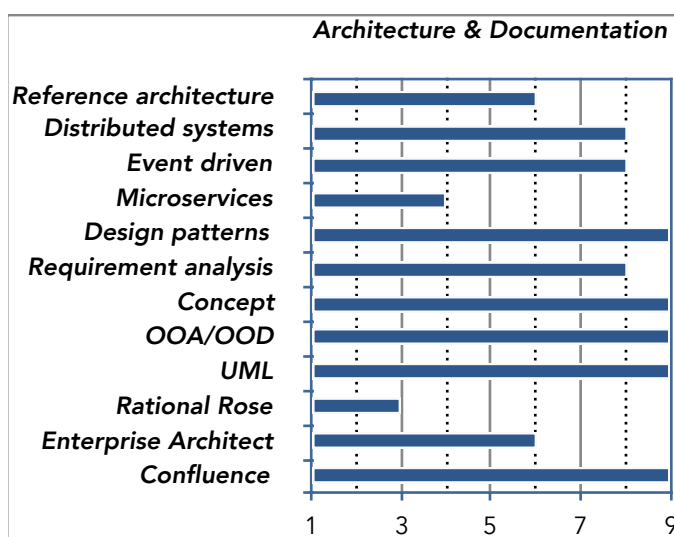 Architecture & Documentation
Reference architecture
Distributed systems
Event driven
Microservices
Design patterns
Requirement analysis
Concept
OOA/OOD
UML
Rational Rose
Enterprise Architect
Confluence
1 3 5 7 9